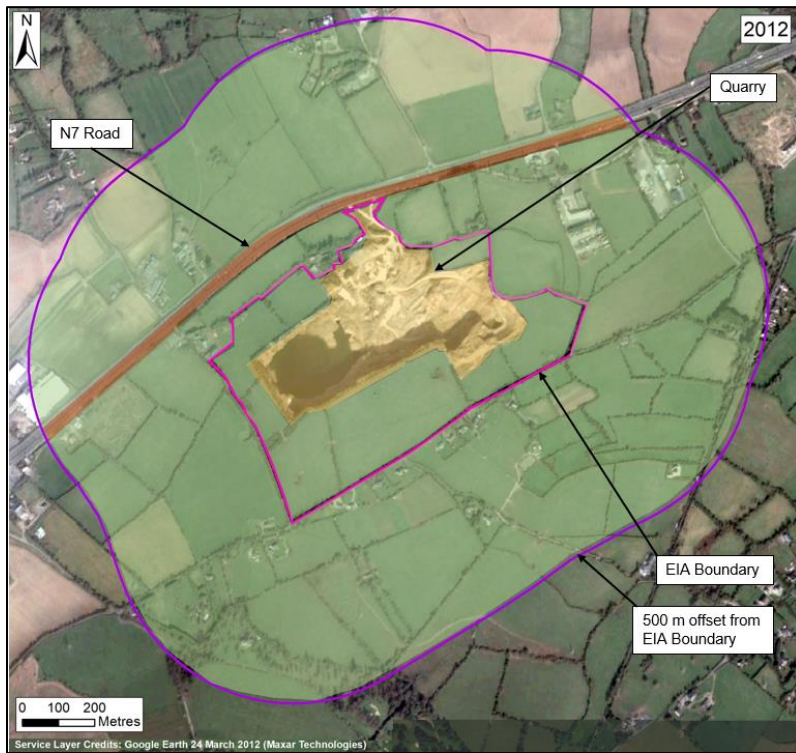 N
2012
Quarry
N7 Road
EIA Boundary
500 m offset from
EIA Boundary
0 100 200
Metres
Service Layer Credits: Google Earth 24 March 2012 (Maxar Technologies)